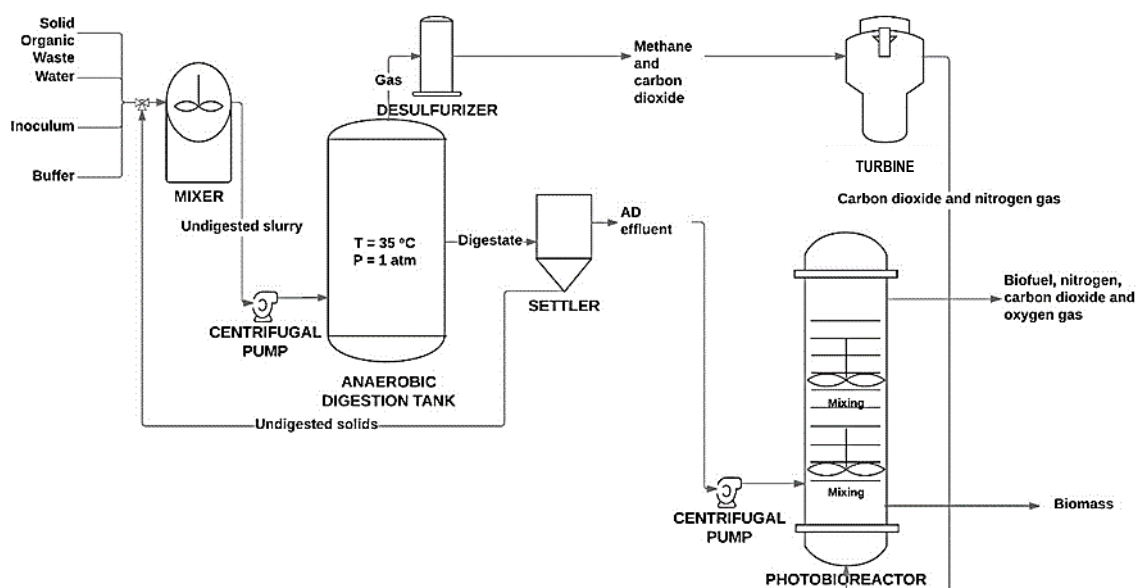 Solid
Organic
Waste
Water
Inoculum
Buffer
MIXER
Undigested slurry
CENTRIFUGAL
PUMP
Gas
DESULFURIZER
Methane
and
carbon
dioxide
TURBINE
Carbon dioxide and nitrogen gas
T = 35 ºC
P = 1 atm
ANAEROBIC
DIGESTION TANK
Digestate
SETTLER
AD
effluent
Undigested solids
CENTRIFUGAL
PUMP
Mixing
Mixing
PHOTOBIOREACTOR
Biofuel, nitrogen,
carbon dioxide and
oxygen gas
Biomass